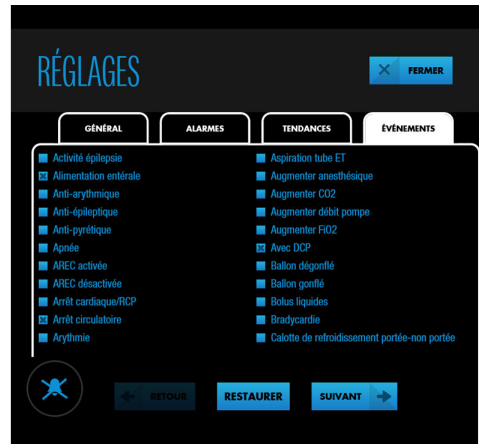 RÉGLAGES
FERMER
GÉNÉRAL
ALARMES
TENDANCES
ÉVÉNEMENTS
Activité épilepsie
Alimentation entérale
Anti-arythmique
Anti-épileptique
Anti-pyrétique
Apnée
AREC activée
AREC désactivée
Arrêt cardiaque/RCP
Arrêt circulatoire
Arythmie
Aspiration tube ET
Augmenter anesthésique
Augmenter CO2
Augmenter débit pompe
Augmenter FiO2
Avec DCP
Ballon dégonflé
Ballon gonflé
Bolus liquides
Bradycardie
Calotte de refroidissement portée-non portée
RETOUR
RESTAURER
SUIVANT